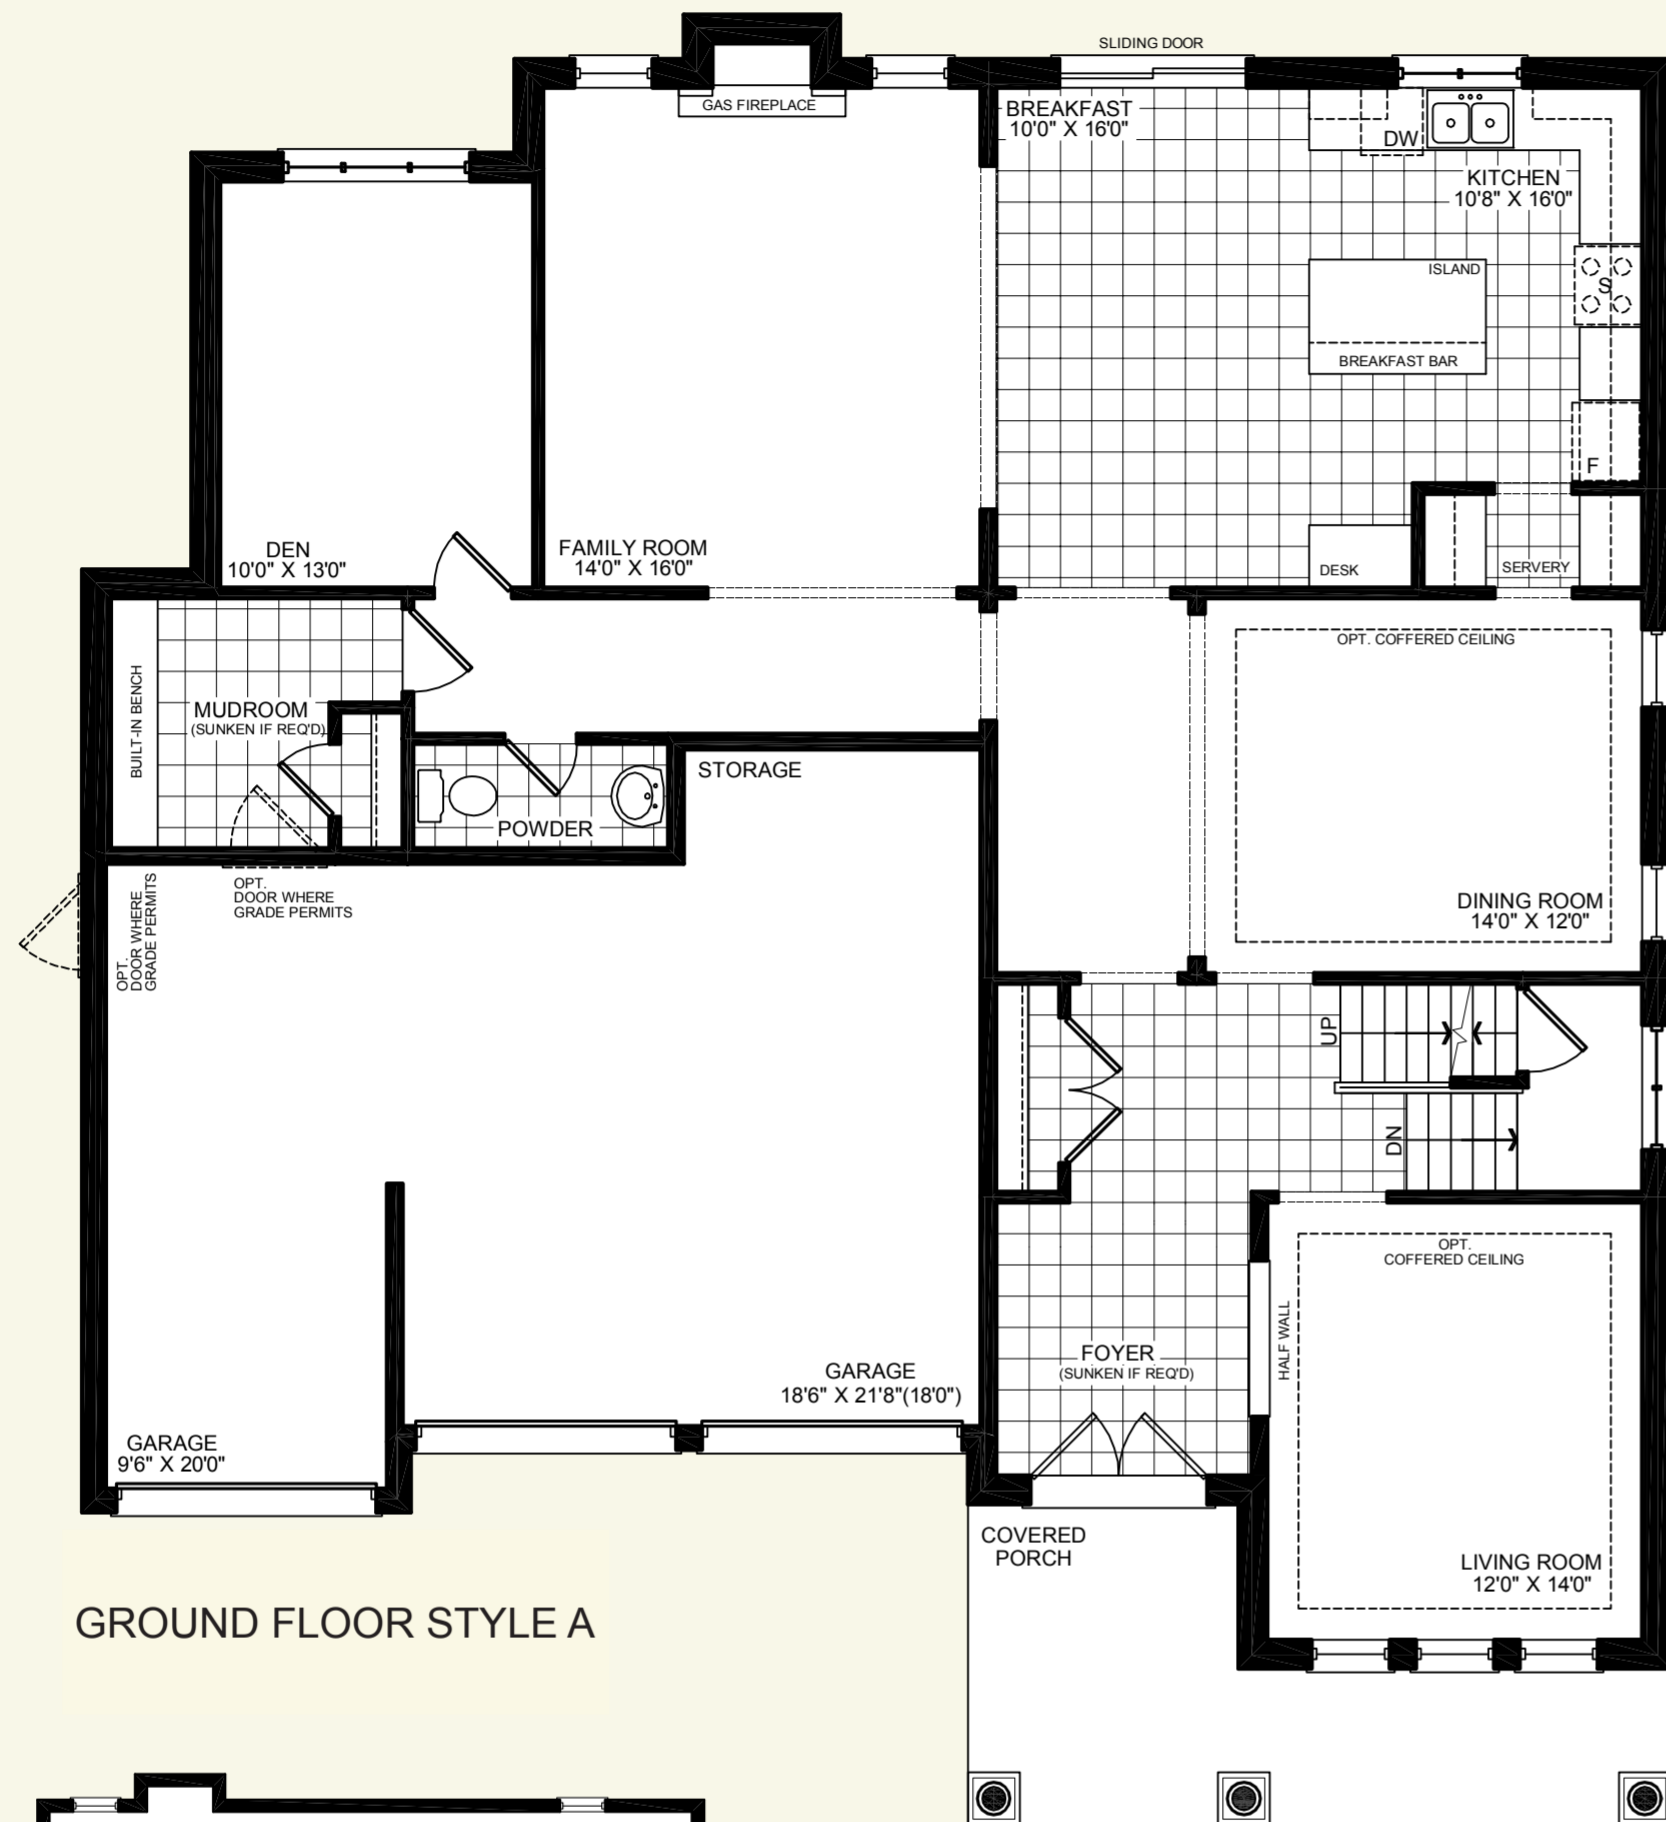 SLIDING DOOR
GAS FIREPLACE
BREAKFAST
10'0" X 16'0"
DW
KITCHEN
10'8" X 16'0"
ISLAND
S
BREAKFAST BAR
F
DEN
10'0" X 13'0"
FAMILY ROOM
14'0" X 16'0"
DESK
SERVERY
OPT. COFFERED CEILING
BUILT-IN BENCH
MUDROOM
(SUNKEN IF REQ'D)
STORAGE
POWDER
OPT.
DOOR WHERE
GRADE PERMITS
OPT.
DOOR WHERE
GRADE PERMITS
DINING ROOM
14'0" X 12'0"
UP
DN
OPT.
COFFERED CEILING
HALF WALL
FOYER
(SUNKEN IF REQ'D)
GARAGE
18'6" X 21'8"(18'0")
GARAGE
9'6" X 20'0"
COVERED
PORCH
LIVING ROOM
12'0" X 14'0"
GROUND FLOOR STYLE A